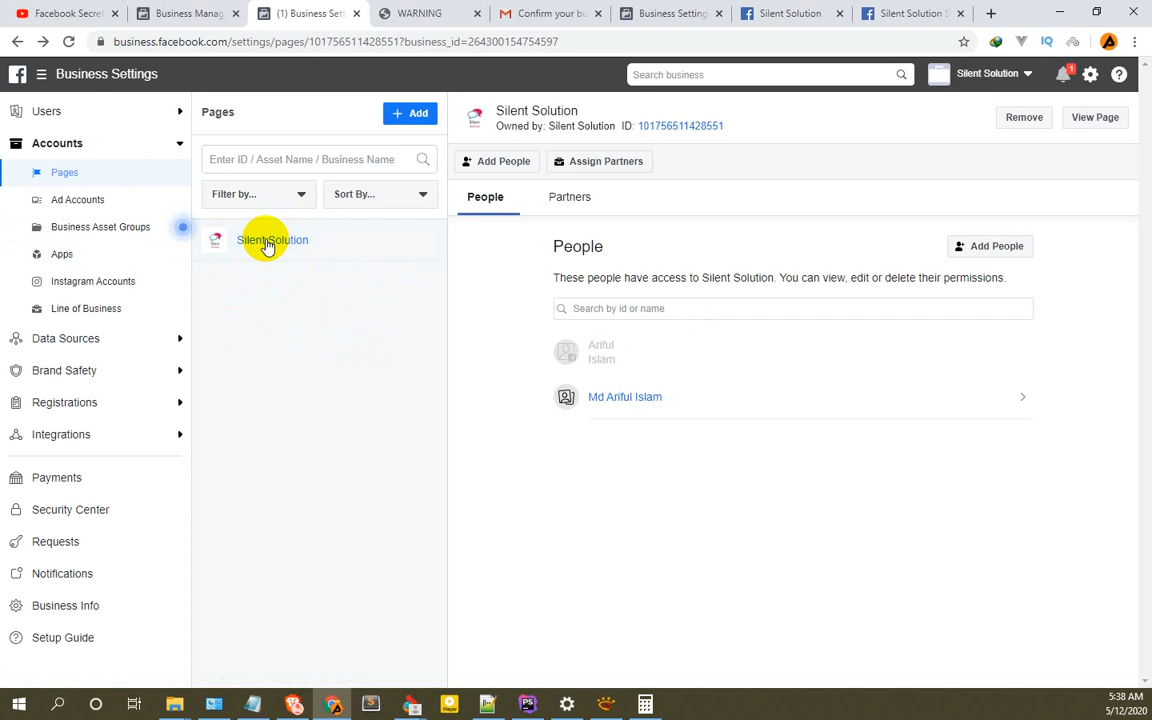 Facebook Secre
Business Manag
(1) Business Sett
WARNING
Confirm your bu
Business Setting
Silent Solution
Silent Solution S
business.facebook.com/settings/pages/101756511428551?business_id=264300154754597
IQ
Business Settings
Search business
Silent Solution
1
Users
Accounts
Pages
Ad Accounts
Business Asset Groups
Apps
Instagram Accounts
Line of Business
Data Sources
Brand Safety
Registrations
Integrations
Payments
Security Center
Requests
Notifications
Business Info
Setup Guide
Pages
+ Add
Enter ID / Asset Name / Business Name
Filter by...
Sort By...
Silent Solution
Silent Solution
Owned by: Silent Solution ID: 101756511428551
Remove
View Page
Add People
Assign Partners
People
Partners
People
Add People
These people have access to Silent Solution. You can view, edit or delete their permissions.
Search by id or name
Ariful
Islam
Md Ariful Islam
5:38 AM
5/12/2020